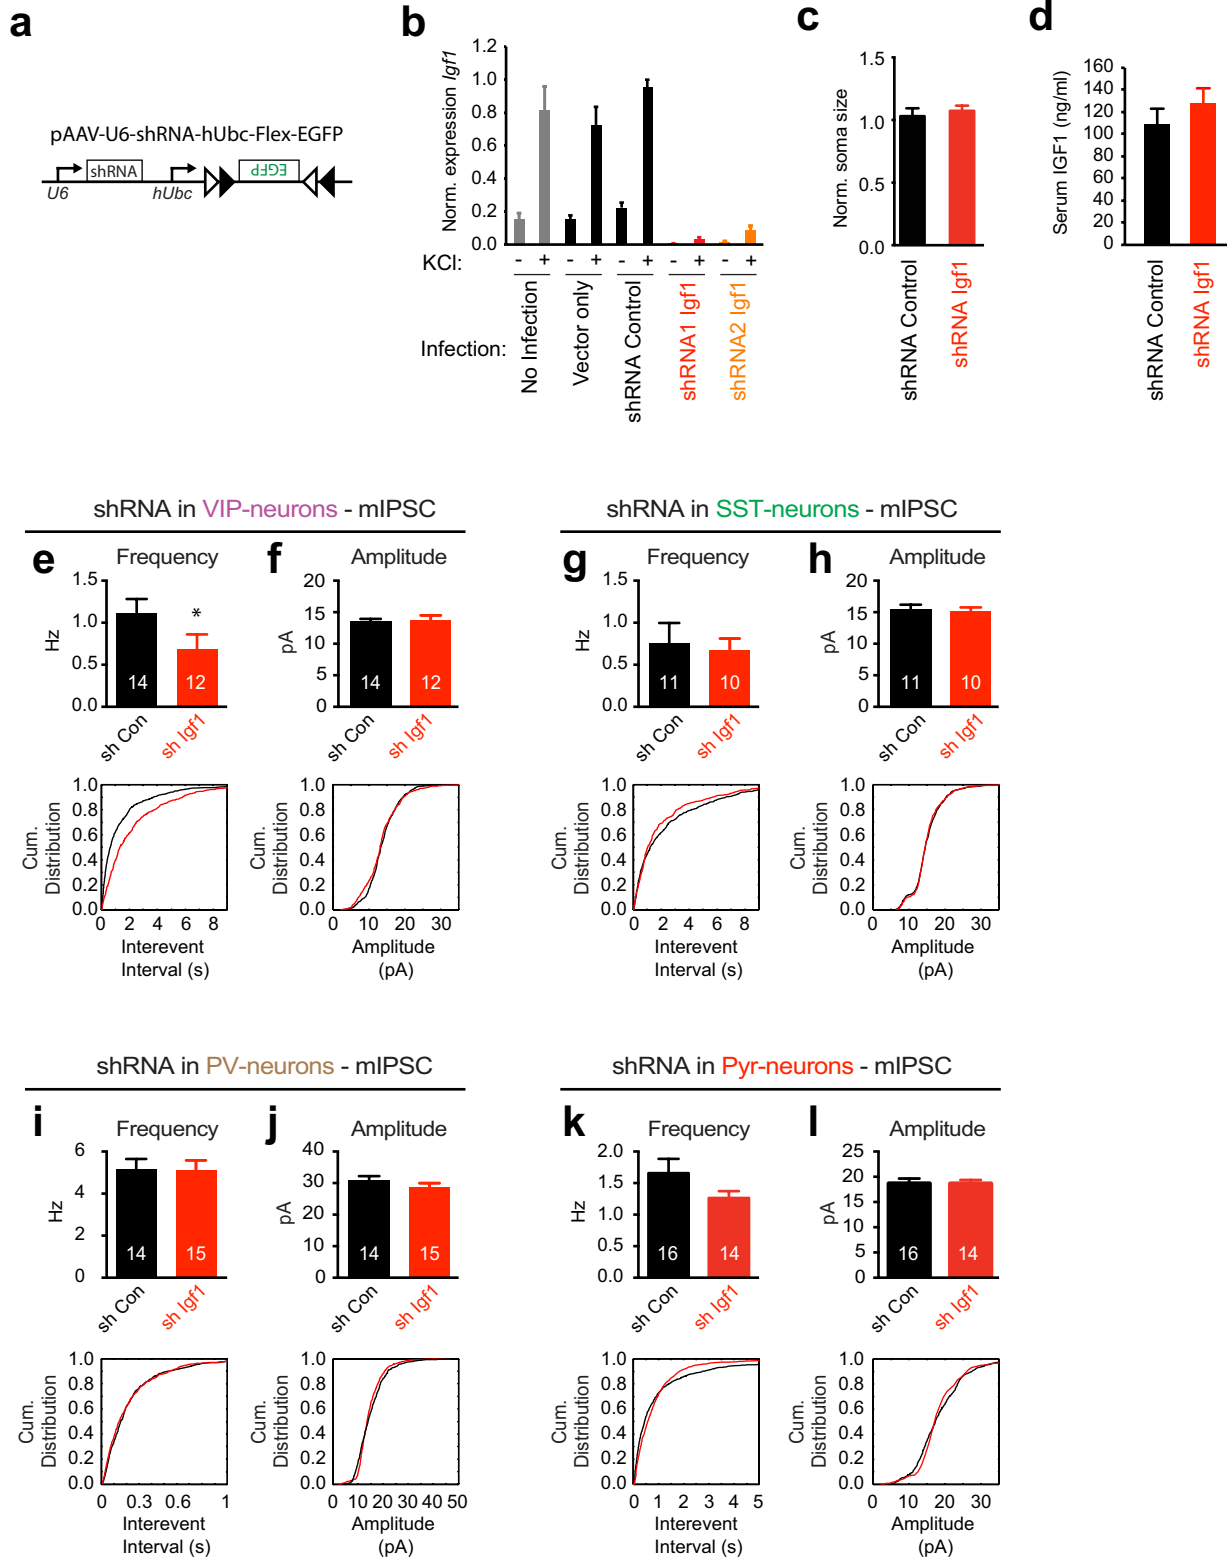 a
pAAV-U6-shRNA-hUbc-Flex-EGFP
shRNA
EGFP
U6
hUbc
b
Norm. expression Igf1
1.2
1.0
0.8
0.6
0.4
0.2
0.0
KCl: - + - + - + - + - +
Infection:
No Infection
Vector only
shRNA Control
shRNA1 Igf1
shRNA2 Igf1
c
Norm. soma size
1.5
1.0
0.5
0.0
shRNA Control
shRNA Igf1
d
Serum IGF1 (ng/ml)
160
140
120
100
80
60
40
20
0
shRNA Control
shRNA Igf1
shRNA in VIP-neurons - mIPSC
e
Frequency
Hz
1.5
1.0
0.5
0.0
*
14 12
sh Con
sh Igf1
Cum.
Distribution
1.0
0.8
0.6
0.4
0.2
0.0
0 2 4 6 8
Interevent
Interval (s)
f
Amplitude
pA
20
15
10
5
0
14 12
sh Con
sh Igf1
Cum.
Distribution
1.0
0.8
0.6
0.4
0.2
0.0
0 10 20 30
Amplitude
(pA)
shRNA in SST-neurons - mIPSC
g
Frequency
Hz
1.5
1.0
0.5
0.0
11 10
sh Con
sh Igf1
Cum.
Distribution
1.0
0.8
0.6
0.4
0.2
0.0
0 2 4 6 8
Interevent
Interval (s)
h
Amplitude
pA
20
15
10
5
0
11 10
sh Con
sh Igf1
Cum.
Distribution
1.0
0.8
0.6
0.4
0.2
0.0
0 10 20 30
Amplitude
(pA)
shRNA in PV-neurons - mIPSC
i
Frequency
Hz
6
4
2
0
14 15
sh Con
sh Igf1
Cum.
Distribution
1.0
0.8
0.6
0.4
0.2
0.0
0 0.3 0.6 1
Interevent
Interval (s)
j
Amplitude
pA
40
30
20
10
0
14 15
sh Con
sh Igf1
Cum.
Distribution
1.0
0.8
0.6
0.4
0.2
0.0
0 10 20 30 40 50
Amplitude
(pA)
shRNA in Pyr-neurons - mIPSC
k
Frequency
Hz
2.0
1.5
1.0
0.5
0.0
16 14
sh Con
sh Igf1
Cum.
Distribution
1.0
0.8
0.6
0.4
0.2
0.0
0 1 2 3 4 5
Interevent
Interval (s)
l
Amplitude
pA
25
20
15
10
5
0
16 14
sh Con
sh Igf1
Cum.
Distribution
1.0
0.8
0.6
0.4
0.2
0.0
0 10 20 30
Amplitude
(pA)